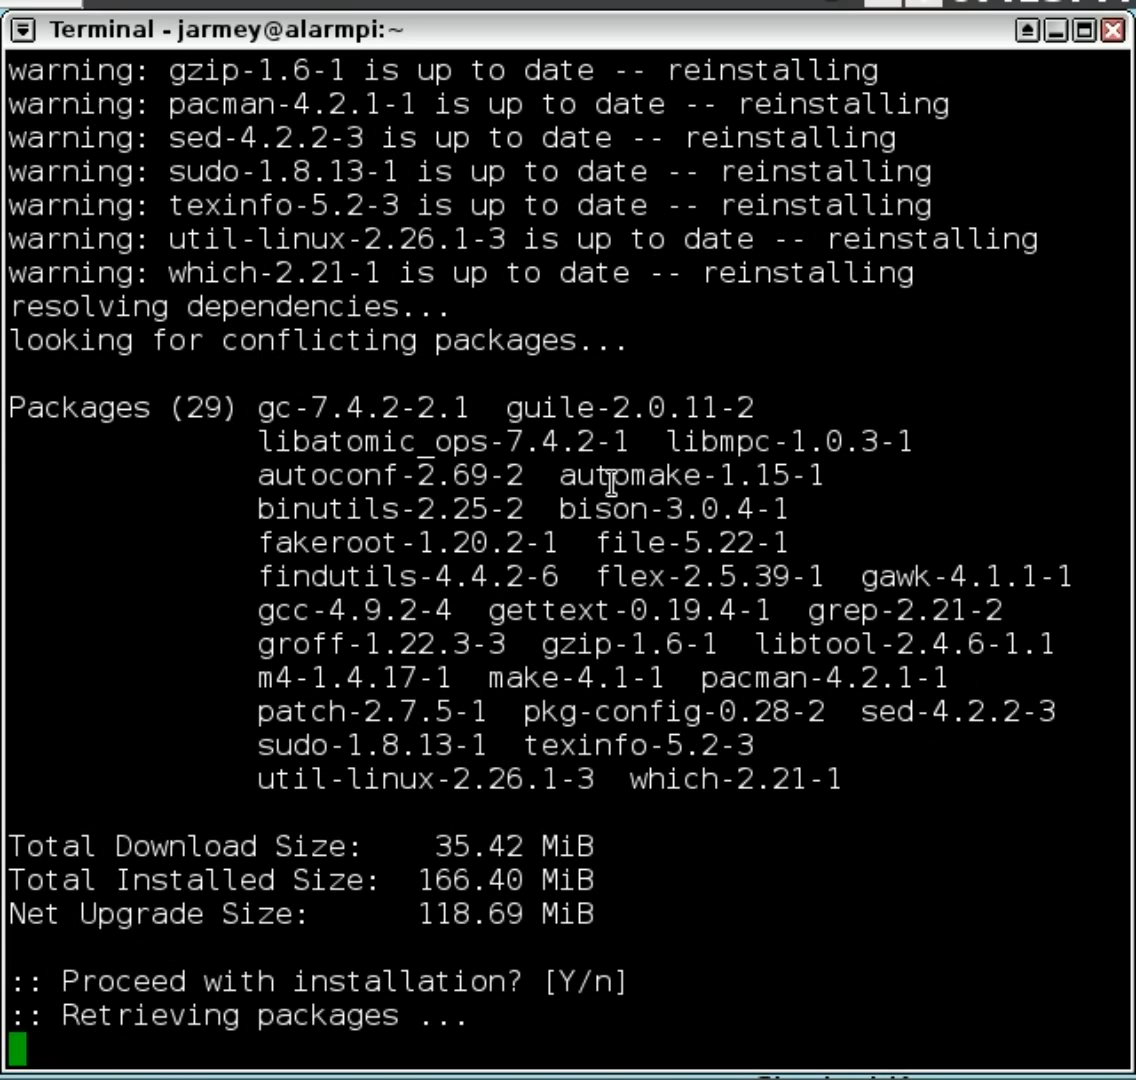 Terminal - jarmey@alarmpi:~
warning: gzip-1.6-1 is up to date -- reinstalling
warning: pacman-4.2.1-1 is up to date -- reinstalling
warning: sed-4.2.2-3 is up to date -- reinstalling
warning: sudo-1.8.13-1 is up to date -- reinstalling
warning: texinfo-5.2-3 is up to date -- reinstalling
warning: util-linux-2.26.1-3 is up to date -- reinstalling
warning: which-2.21-1 is up to date -- reinstalling
resolving dependencies...
looking for conflicting packages...
Packages (29) gc-7.4.2-2.1 guile-2.0.11-2
libatomic_ops-7.4.2-1 libmpc-1.0.3-1
autoconf-2.69-2 automake-1.15-1
binutils-2.25-2 bison-3.0.4-1
fakeroot-1.20.2-1 file-5.22-1
findutils-4.4.2-6 flex-2.5.39-1 gawk-4.1.1-1
gcc-4.9.2-4 gettext-0.19.4-1 grep-2.21-2
groff-1.22.3-3 gzip-1.6-1 libtool-2.4.6-1.1
m4-1.4.17-1 make-4.1-1 pacman-4.2.1-1
patch-2.7.5-1 pkg-config-0.28-2 sed-4.2.2-3
sudo-1.8.13-1 texinfo-5.2-3
util-linux-2.26.1-3 which-2.21-1
Total Download Size: 35.42 MiB
Total Installed Size: 166.40 MiB
Net Upgrade Size: 118.69 MiB
:: Proceed with installation? [Y/n]
:: Retrieving packages ...